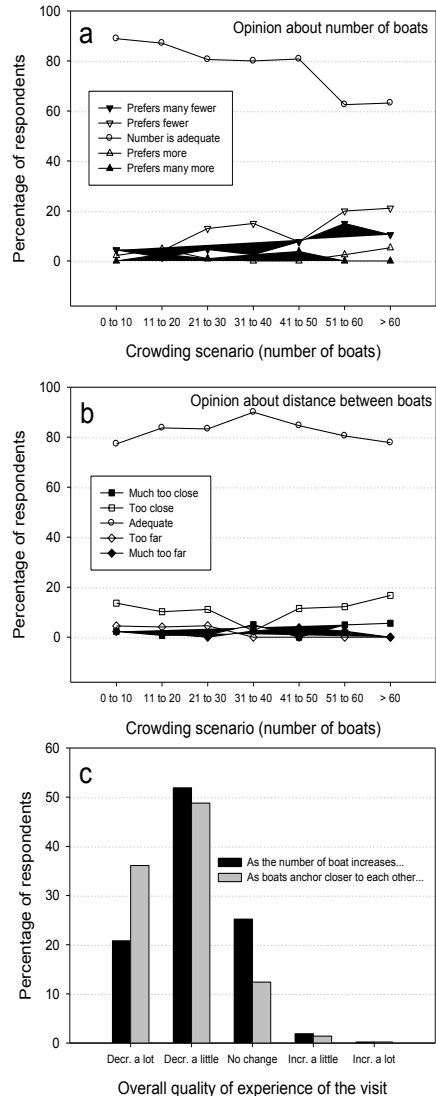 a
Opinion about number of boats
Percentage of respondents
100
80
60
40
20
0
Prefers many fewer
Prefers fewer
Number is adequate
Prefers more
Prefers many more
0 to 10 11 to 20 21 to 30 31 to 40 41 to 50 51 to 60 > 60
Crowding scenario (number of boats)
b
Opinion about distance between boats
Percentage of respondents
100
80
60
40
20
0
Much too close
Too close
Adequate
Too far
Much too far
0 to 10 11 to 20 21 to 30 31 to 40 41 to 50 51 to 60 > 60
Crowding scenario (number of boats)
c
Percentage of respondents
60
50
40
30
20
10
0
As the number of boat increases...
As boats anchor closer to each other...
Decr. a lot Decr. a little No change Incr. a little Incr. a lot
Overall quality of experience of the visit